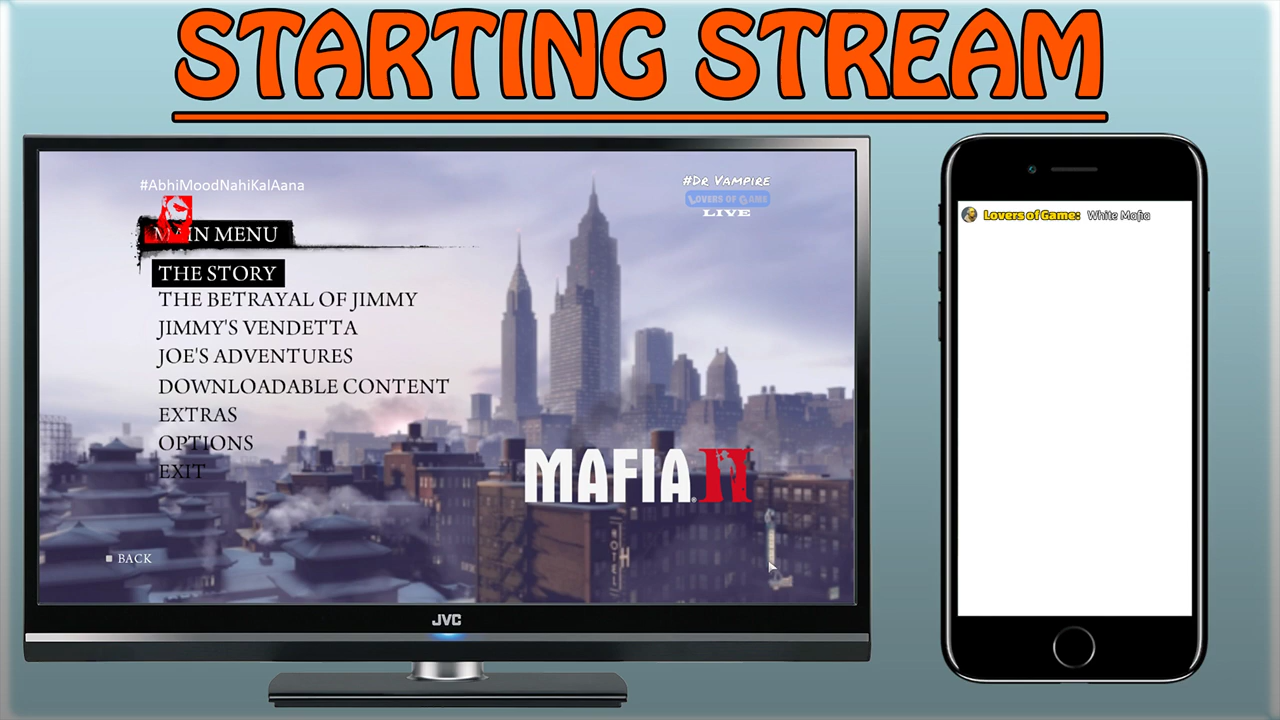 STARTING STREAM
#AbhiMoodNahiKalAana
#Dr Vampire
Lovers of Game
LIVE
MAIN MENU
THE STORY
THE BETRAYAL OF JIMMY
JIMMY'S VENDETTA
JOE'S ADVENTURES
DOWNLOADABLE CONTENT
EXTRAS
OPTIONS
EXIT
MAFIA II
HOTEL
BACK
JVC
Lovers of Game: White Mafia